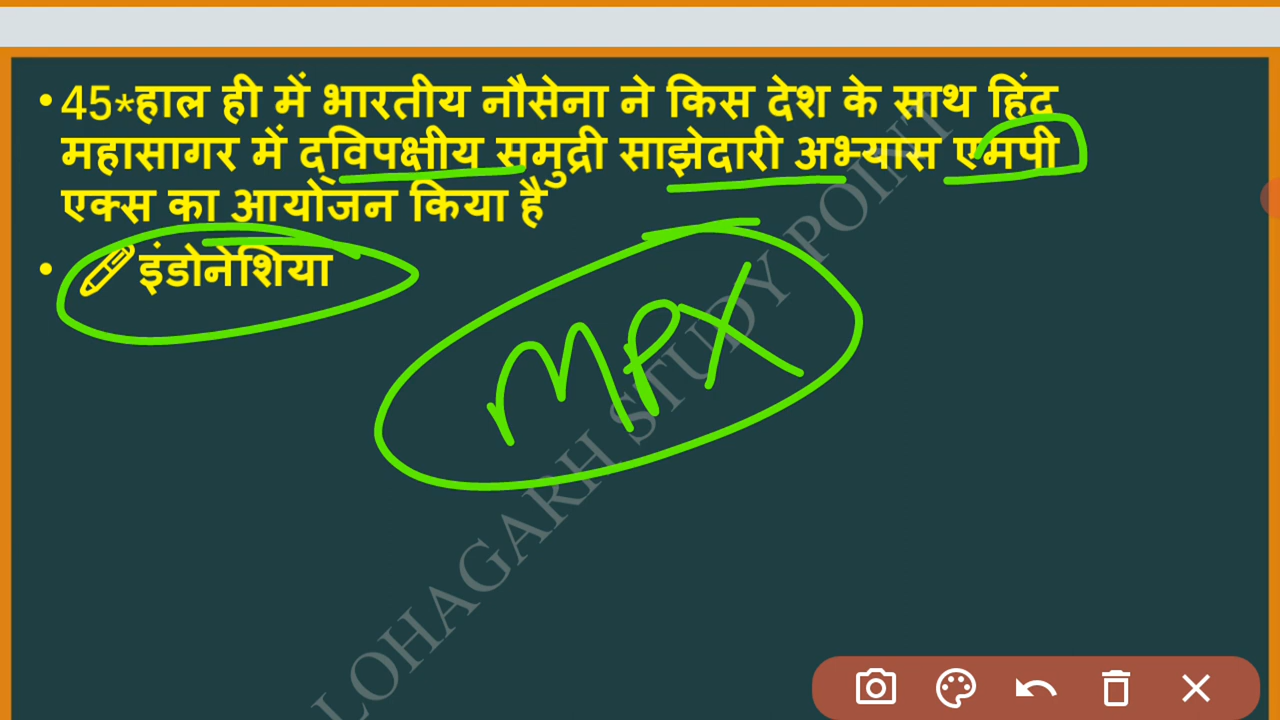 •45*हाल ही में भारतीय नौसेना ने किस देश के साथ हिंद
महासागर में द्विपक्षीय समुद्री साझेदारी अभ्यास एमपी
एक्स का आयोजन किया है
• इंडोनेशिया
MPX
LOHAGARH STUDY POINT